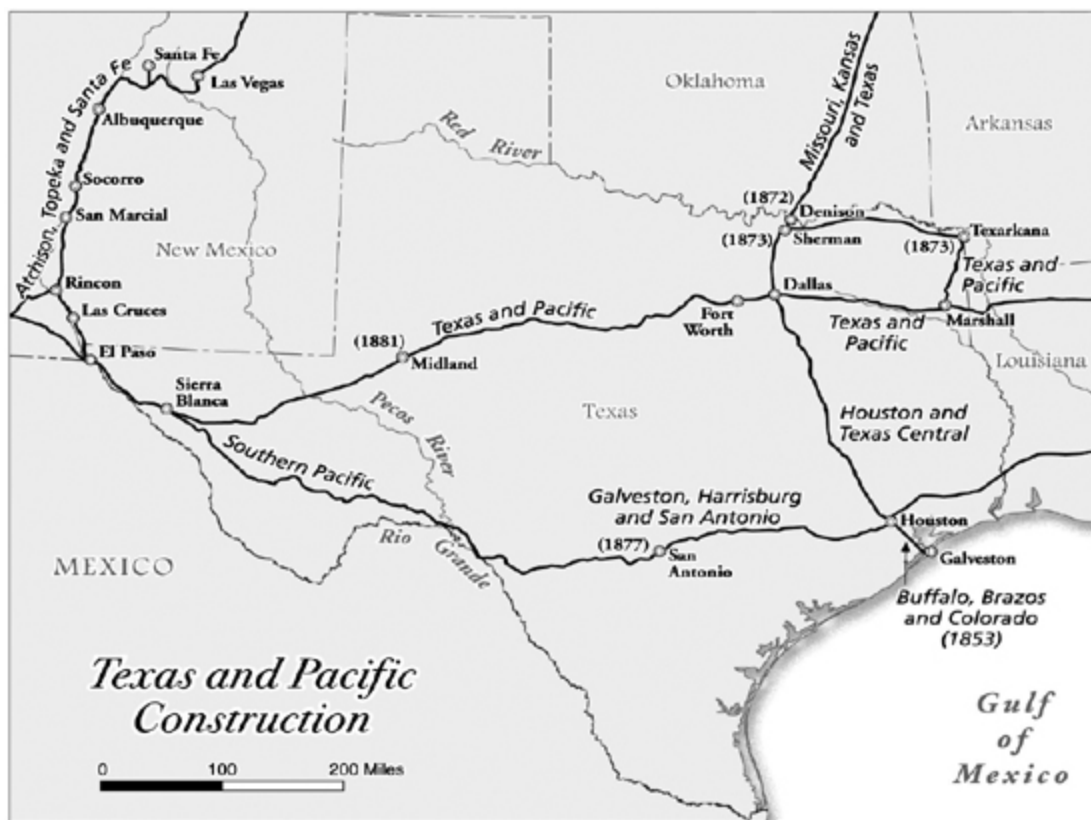 Santa Fe
Las Vegas
Atchison, Topeka and Santa Fe
Albuquerque
Socorro
San Marcial
New Mexico
Rincon
Las Cruces
El Paso
Oklahoma
Missouri, Kansas
and Texas
Arkansas
Red River
(1872)
Denison
(1873)
Sherman
Texarkana
(1873)
Texas and
Pacific
Dallas
Fort
Worth
Texas and
Pacific
Marshall
Louisiana
Texas and Pacific
(1881)
Midland
Sierra
Blanca
Pecos
River
Texas
Houston and
Texas Central
Southern Pacific
Galveston, Harrisburg
and San Antonio
(1877)
San
Antonio
Houston
Galveston
Rio
Grande
MEXICO
Buffalo, Brazos
and Colorado
(1853)
Texas and Pacific
Construction
0 100 200 Miles
Gulf
of
Mexico